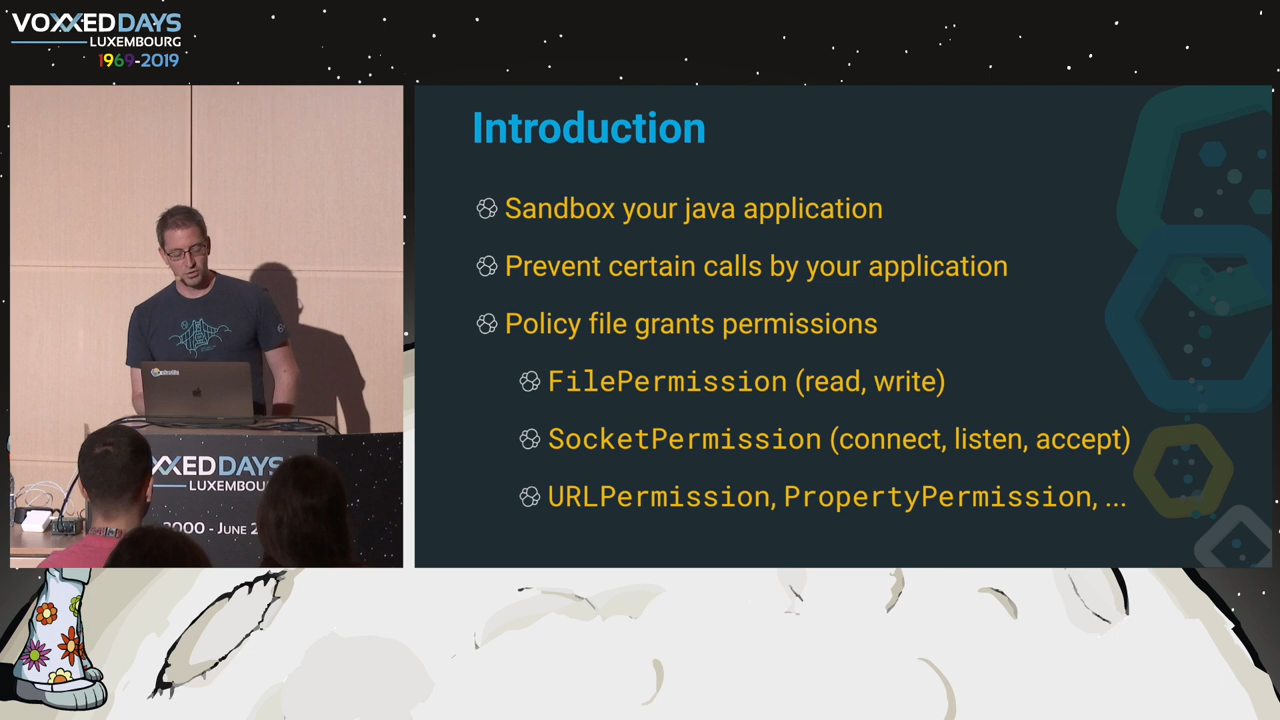 VOXXED DAYS
LUXEMBOURG
1969-2019
Introduction
Sandbox your java application
Prevent certain calls by your application
Policy file grants permissions
FilePermission (read, write)
SocketPermission (connect, listen, accept)
URLPermission, PropertyPermission, ...
XXED DAYS
LUXEMBOU
2000 - JUNE 2